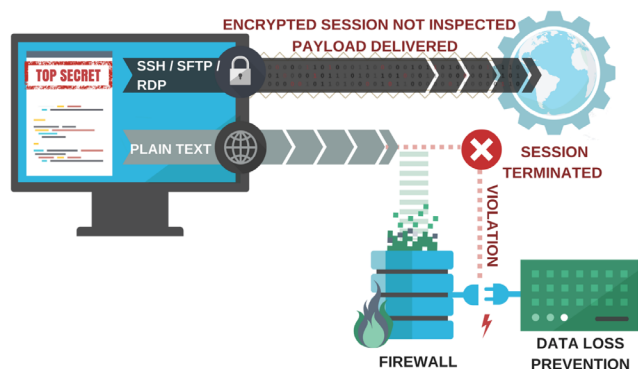 ENCRYPTED SESSION NOT INSPECTED
PAYLOAD DELIVERED
TOP SECRET
SSH / SFTP /
RDP
PLAIN TEXT
SESSION
TERMINATED
VIOLATION
FIREWALL
DATA LOSS
PREVENTION